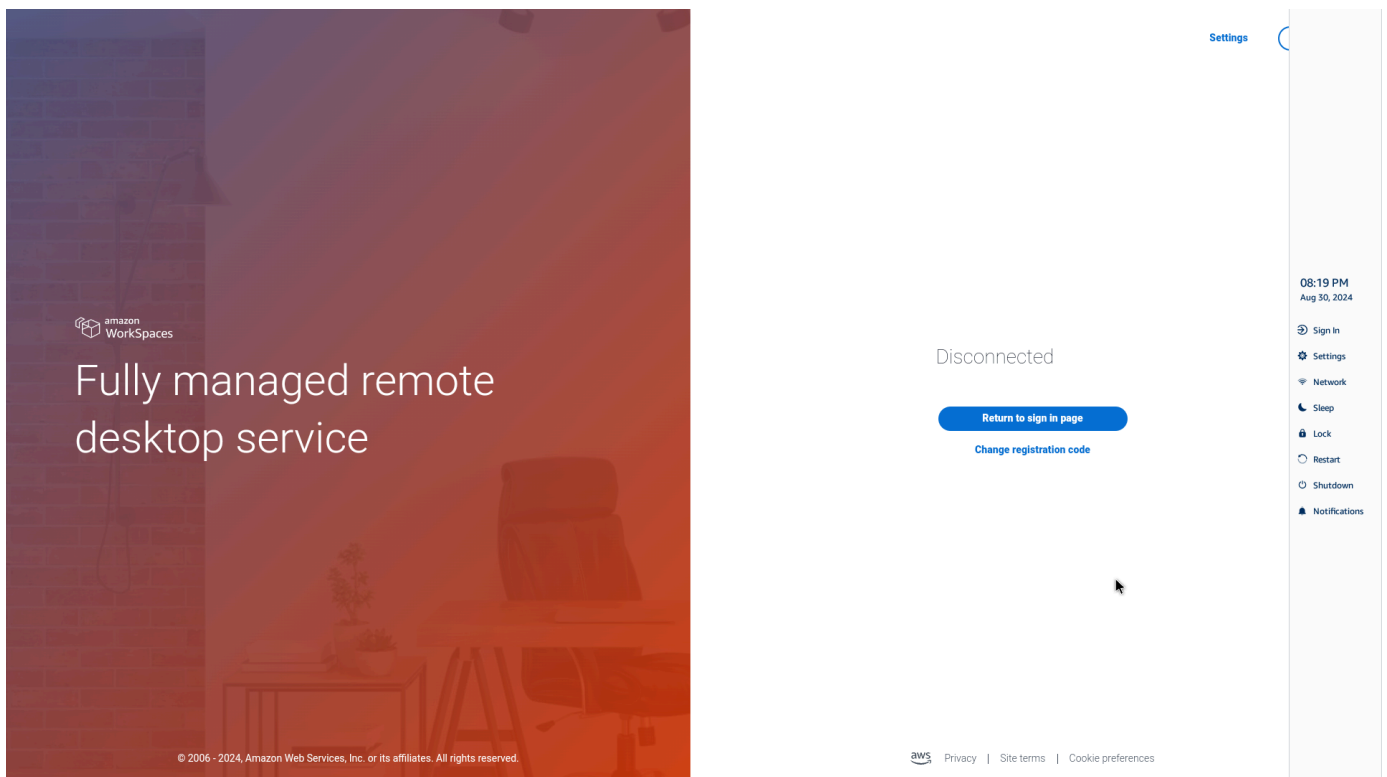 amazon
WorkSpaces
Fully managed remote
desktop service
© 2006 - 2024, Amazon Web Services, Inc. or its affiliates. All rights reserved.
Settings
Disconnected
Return to sign in page
Change registration code
aws Privacy | Site terms | Cookie preferences
08:19 PM
Aug 30, 2024
Sign In
Settings
Network
Sleep
Lock
Restart
Shutdown
Notifications